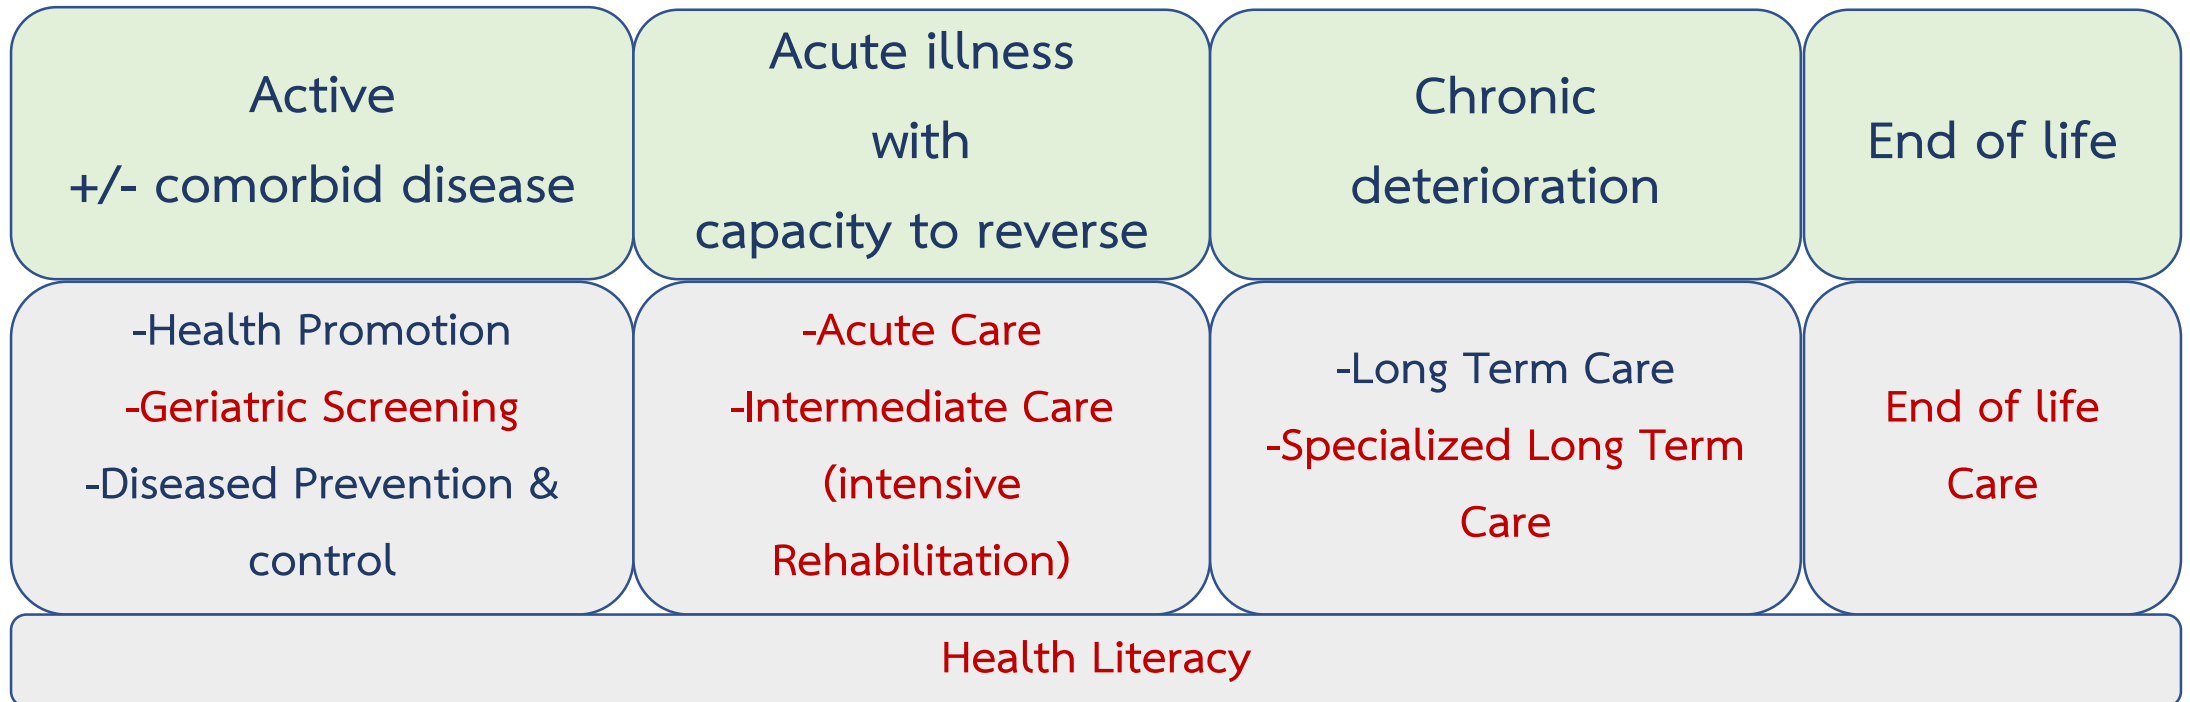 Active
+/- comorbid disease
Acute illness
with
capacity to reverse
Chronic
deterioration
End of life
-Health Promotion
-Geriatric Screening
-Diseased Prevention &
control
-Acute Care
-Intermediate Care
(intensive
Rehabilitation)
-Long Term Care
-Specialized Long Term
Care
End of life
Care
Health Literacy